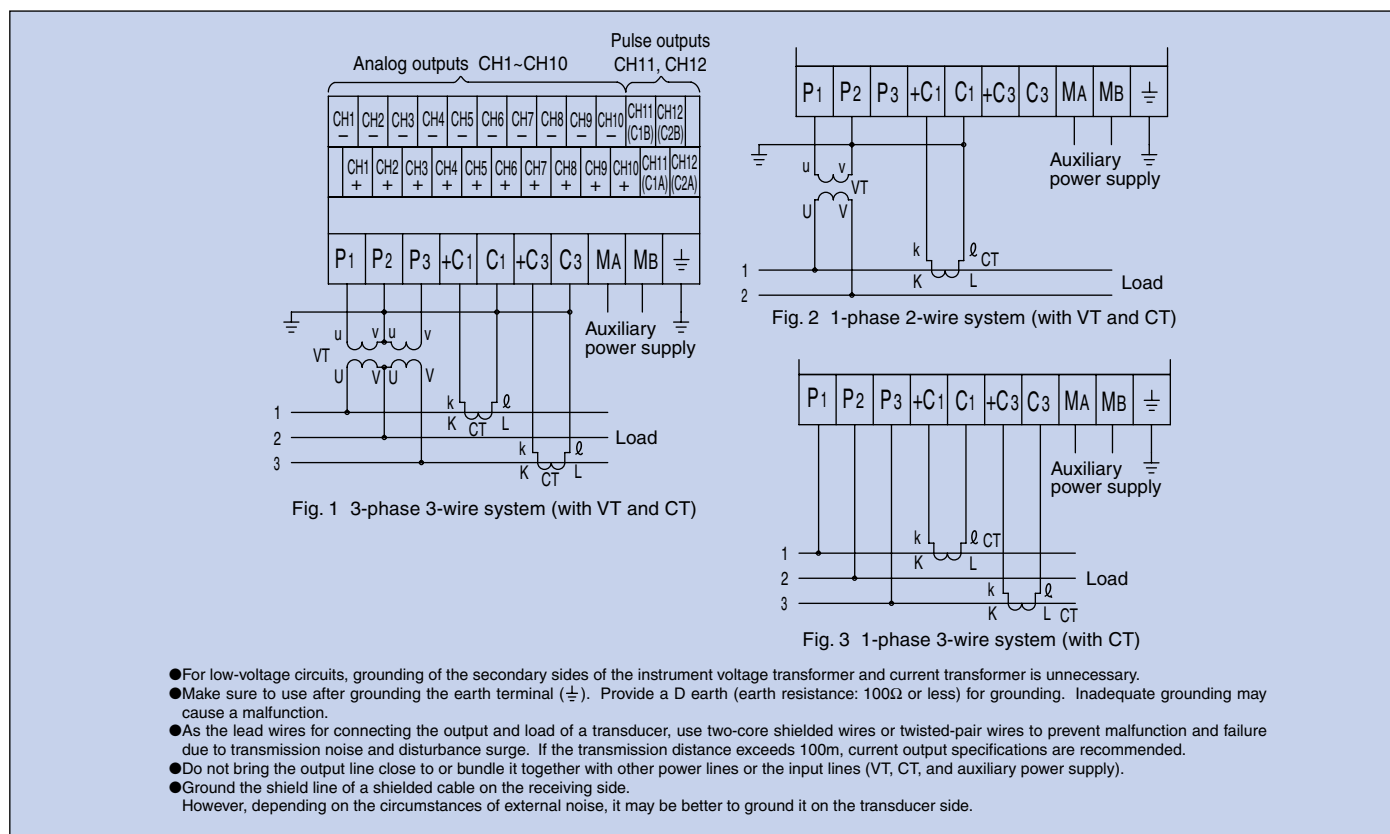 Pulse outputs
Analog outputs CH1~CH10 CH11, CH12
CH1 − CH2 − CH3 − CH4 − CH5 − CH6 − CH7 − CH8 − CH9 − CH10 − CH11 (C1B) CH12 (C2B)
CH1 + CH2 + CH3 + CH4 + CH5 + CH6 + CH7 + CH8 + CH9 + CH10 + CH11 (C1A) CH12 (C2A)
P1 P2 P3 +C1 C1 +C3 C3 MA MB
Auxiliary
power supply
u v u v
VT
U V U V
k ℓ
1
K CT L
2 Load
k ℓ
3
K CT L
Fig. 1 3-phase 3-wire system (with VT and CT)
P1 P2 P3 +C1 C1 +C3 C3 MA MB
Auxiliary
power supply
u v
VT
U V
k ℓ CT
1
K L Load
2
Fig. 2 1-phase 2-wire system (with VT and CT)
P1 P2 P3 +C1 C1 +C3 C3 MA MB
Auxiliary
power supply
k ℓ CT
1
K L
2 Load
k ℓ
3
K L CT
Fig. 3 1-phase 3-wire system (with CT)
●For low-voltage circuits, grounding of the secondary sides of the instrument voltage transformer and current transformer is unnecessary.
●Make sure to use after grounding the earth terminal (⏚). Provide a D earth (earth resistance: 100Ω or less) for grounding. Inadequate grounding may
cause a malfunction.
●As the lead wires for connecting the output and load of a transducer, use two-core shielded wires or twisted-pair wires to prevent malfunction and failure
due to transmission noise and disturbance surge. If the transmission distance exceeds 100m, current output specifications are recommended.
●Do not bring the output line close to or bundle it together with other power lines or the input lines (VT, CT, and auxiliary power supply).
●Ground the shield line of a shielded cable on the receiving side.
However, depending on the circumstances of external noise, it may be better to ground it on the transducer side.